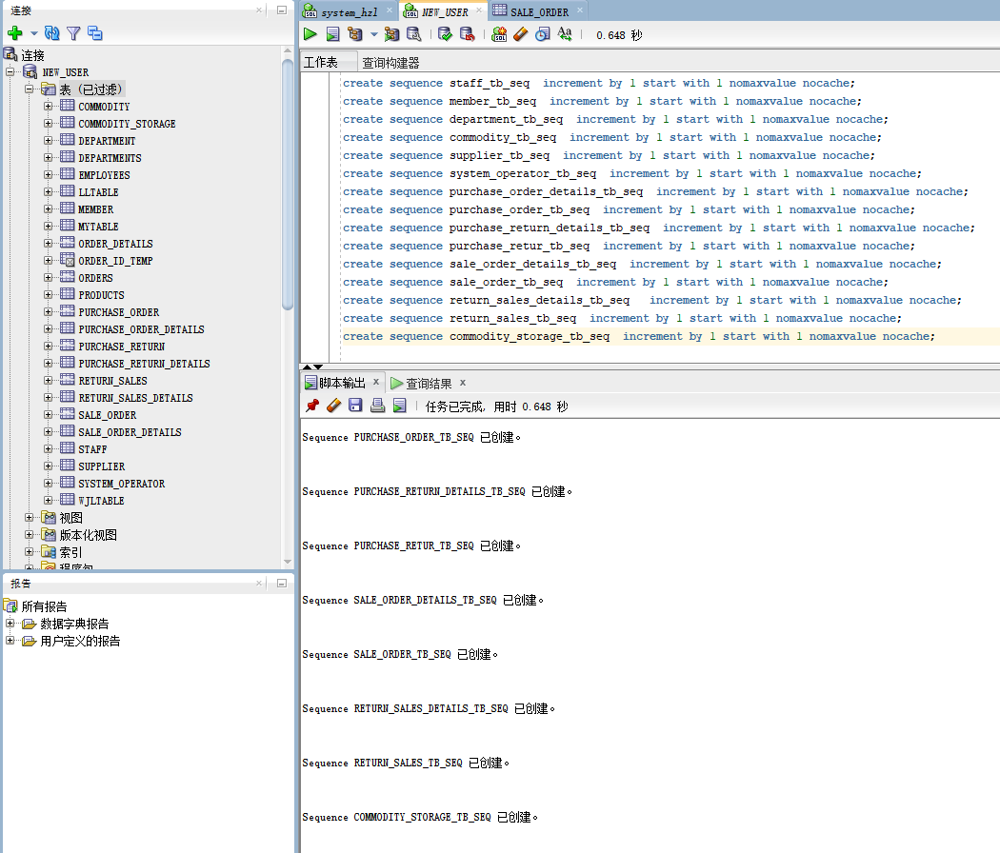 连接
连接
NEW_USER
表 (已过滤)
COMMODITY
COMMODITY_STORAGE
DEPARTMENT
DEPARTMENTS
EMPLOYEES
LLTABLE
MEMBER
MYTABLE
ORDER_DETAILS
ORDER_ID_TEMP
ORDERS
PRODUCTS
PURCHASE_ORDER
PURCHASE_ORDER_DETAILS
PURCHASE_RETURN
PURCHASE_RETURN_DETAILS
RETURN_SALES
RETURN_SALES_DETAILS
SALE_ORDER
SALE_ORDER_DETAILS
STAFF
SUPPLIER
SYSTEM_OPERATOR
WJLTABLE
视图
版本化视图
索引
程序包
报告
所有报告
数据字典报告
用户定义的报告
system_hzl NEW_USER SALE_ORDER
0.648 秒
工作表 查询构建器
create sequence staff_tb_seq  increment by 1 start with 1 nomaxvalue nocache;
create sequence member_tb_seq  increment by 1 start with 1 nomaxvalue nocache;
create sequence department_tb_seq  increment by 1 start with 1 nomaxvalue nocache;
create sequence commodity_tb_seq  increment by 1 start with 1 nomaxvalue nocache;
create sequence supplier_tb_seq  increment by 1 start with 1 nomaxvalue nocache;
create sequence system_operator_tb_seq  increment by 1 start with 1 nomaxvalue nocache;
create sequence purchase_order_details_tb_seq  increment by 1 start with 1 nomaxvalue nocache;
create sequence purchase_order_tb_seq  increment by 1 start with 1 nomaxvalue nocache;
create sequence purchase_return_details_tb_seq  increment by 1 start with 1 nomaxvalue nocache;
create sequence purchase_retur_tb_seq  increment by 1 start with 1 nomaxvalue nocache;
create sequence sale_order_details_tb_seq  increment by 1 start with 1 nomaxvalue nocache;
create sequence sale_order_tb_seq  increment by 1 start with 1 nomaxvalue nocache;
create sequence return_sales_details_tb_seq   increment by 1 start with 1 nomaxvalue nocache;
create sequence return_sales_tb_seq  increment by 1 start with 1 nomaxvalue nocache;
create sequence commodity_storage_tb_seq  increment by 1 start with 1 nomaxvalue nocache;
脚本输出 x 查询结果 x
任务已完成, 用时 0.648 秒
Sequence PURCHASE_ORDER_TB_SEQ 已创建。
Sequence PURCHASE_RETURN_DETAILS_TB_SEQ 已创建。
Sequence PURCHASE_RETUR_TB_SEQ 已创建。
Sequence SALE_ORDER_DETAILS_TB_SEQ 已创建。
Sequence SALE_ORDER_TB_SEQ 已创建。
Sequence RETURN_SALES_DETAILS_TB_SEQ 已创建。
Sequence RETURN_SALES_TB_SEQ 已创建。
Sequence COMMODITY_STORAGE_TB_SEQ 已创建。